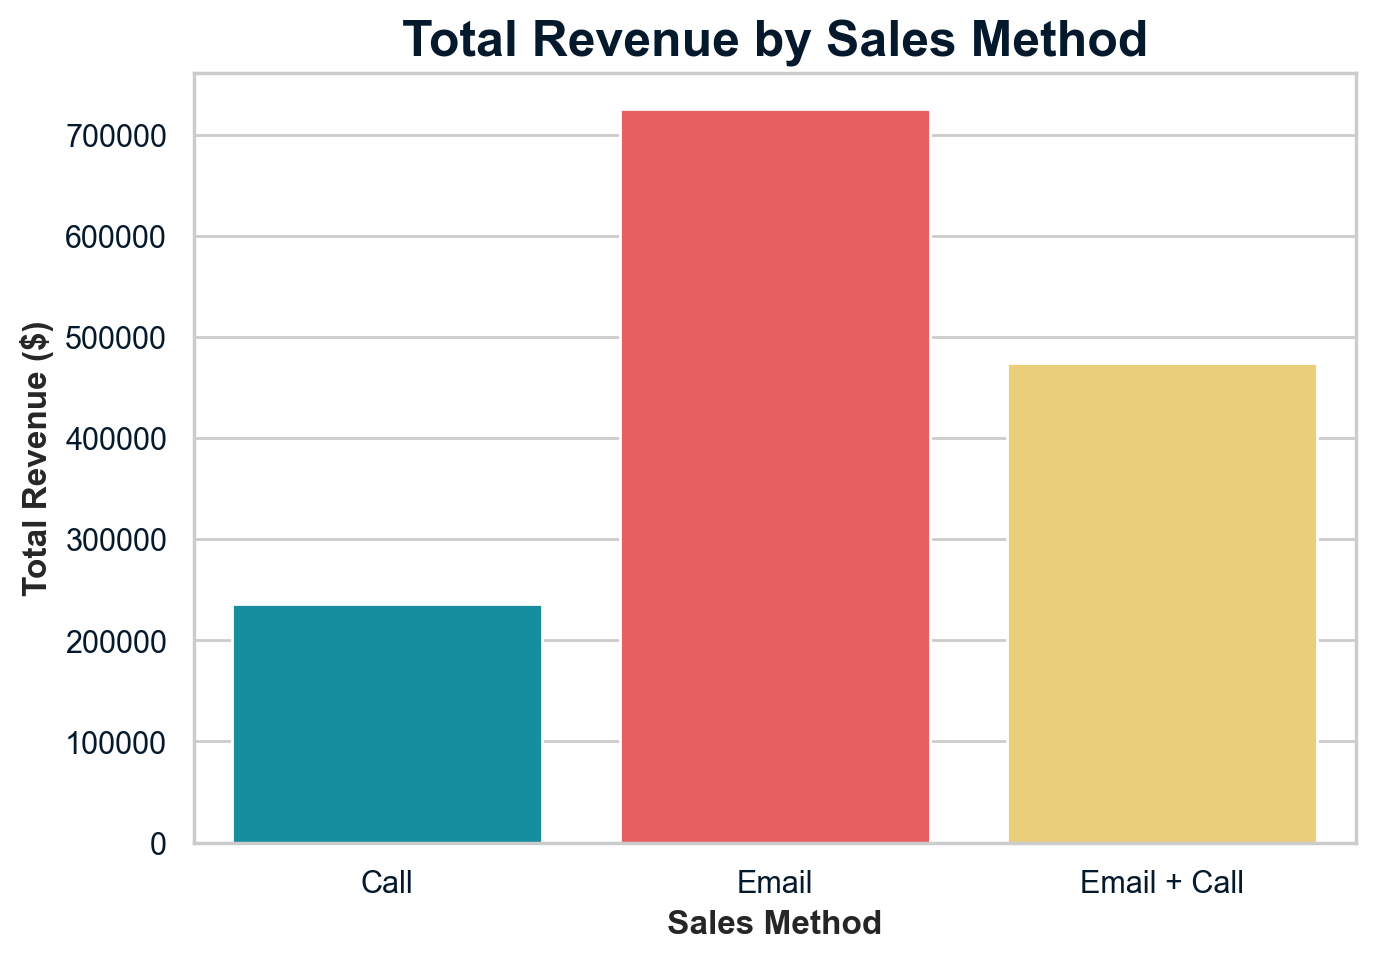 Total Revenue by Sales Method
Total Revenue ($)
700000
600000
500000
400000
300000
200000
100000
0
Call
Email
Email + Call
Sales Method